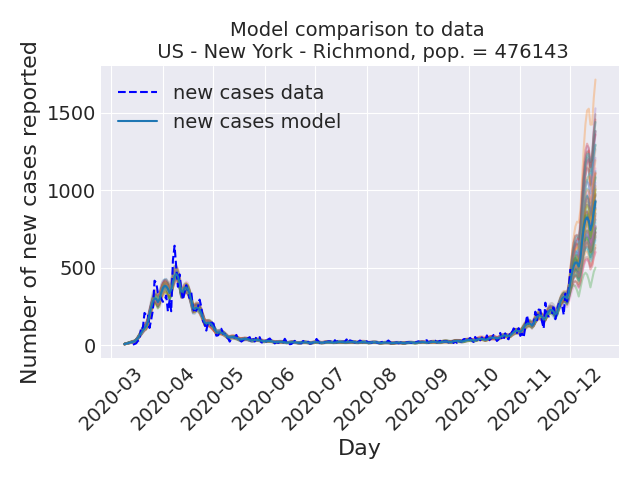 Model comparison to data
US - New York - Richmond, pop. = 476143
Number of new cases reported
1500
1000
500
0
new cases data
new cases model
2020-03
2020-04
2020-05
2020-06
2020-07
2020-08
2020-09
2020-10
2020-11
2020-12
Day